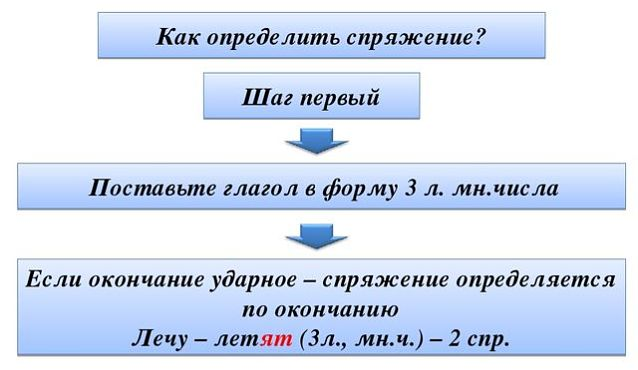 Как определить спряжение?
Шаг первый
Поставьте глагол в форму 3 л. мн.числа
Если окончание ударное – спряжение определяется
по окончанию
Лечу – летят (3л., мн.ч.) – 2 спр.